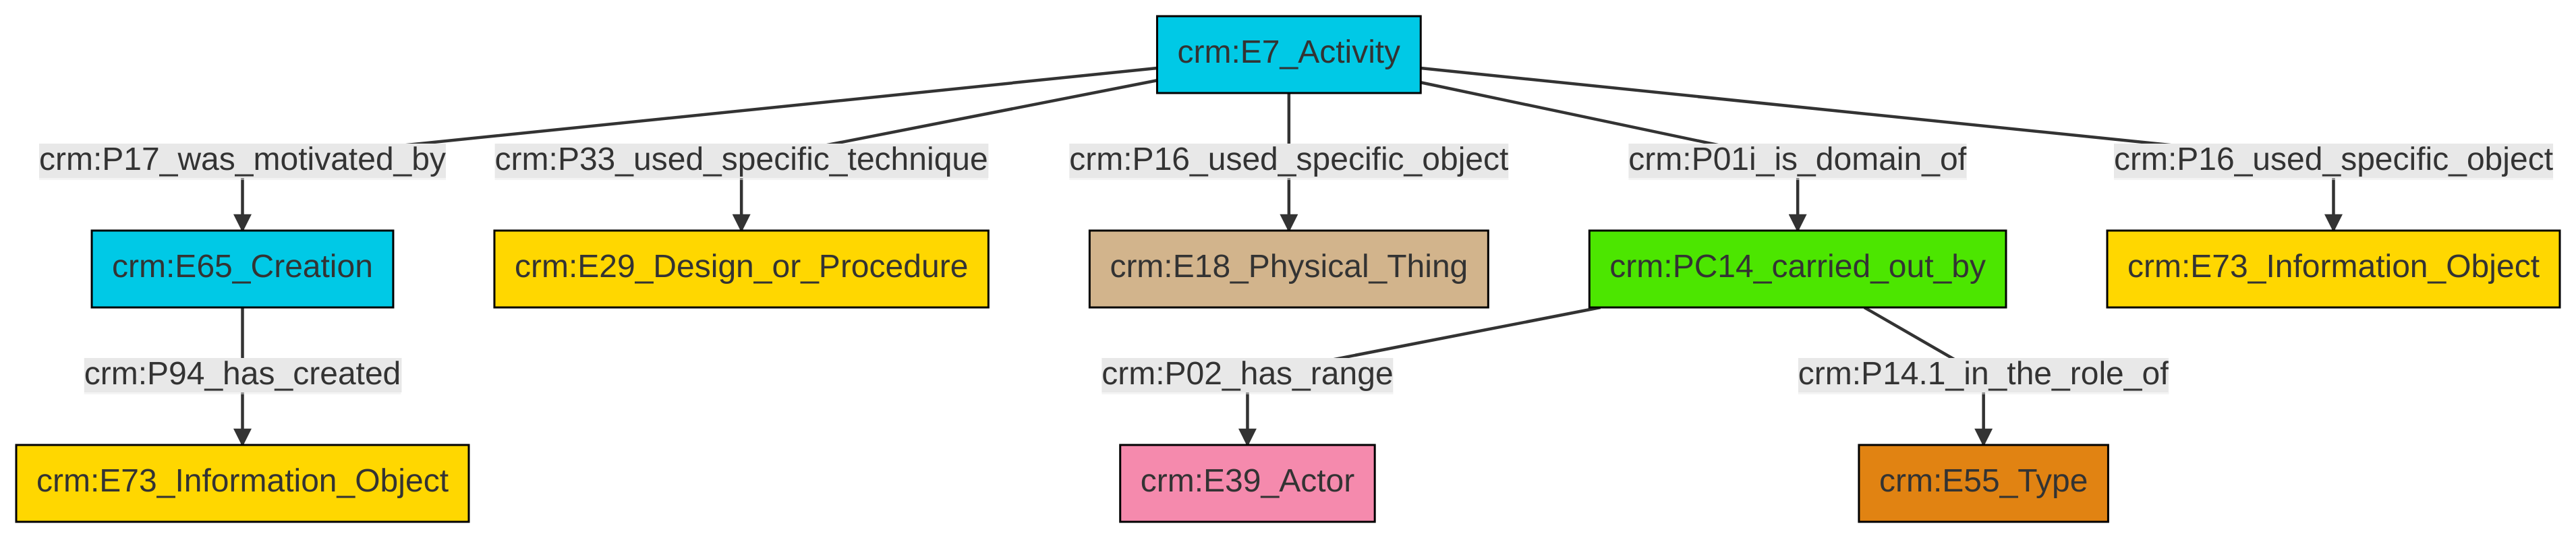 crm:E7_Activity
crm:P17_was_motivated_by
crm:P33_used_specific_technique
crm:P16_used_specific_object
crm:P01i_is_domain_of
crm:P16_used_specific_object
crm:E65_Creation
crm:E29_Design_or_Procedure
crm:E18_Physical_Thing
crm:PC14_carried_out_by
crm:E73_Information_Object
crm:P94_has_created
crm:P02_has_range
crm:P14.1_in_the_role_of
crm:E73_Information_Object
crm:E39_Actor
crm:E55_Type